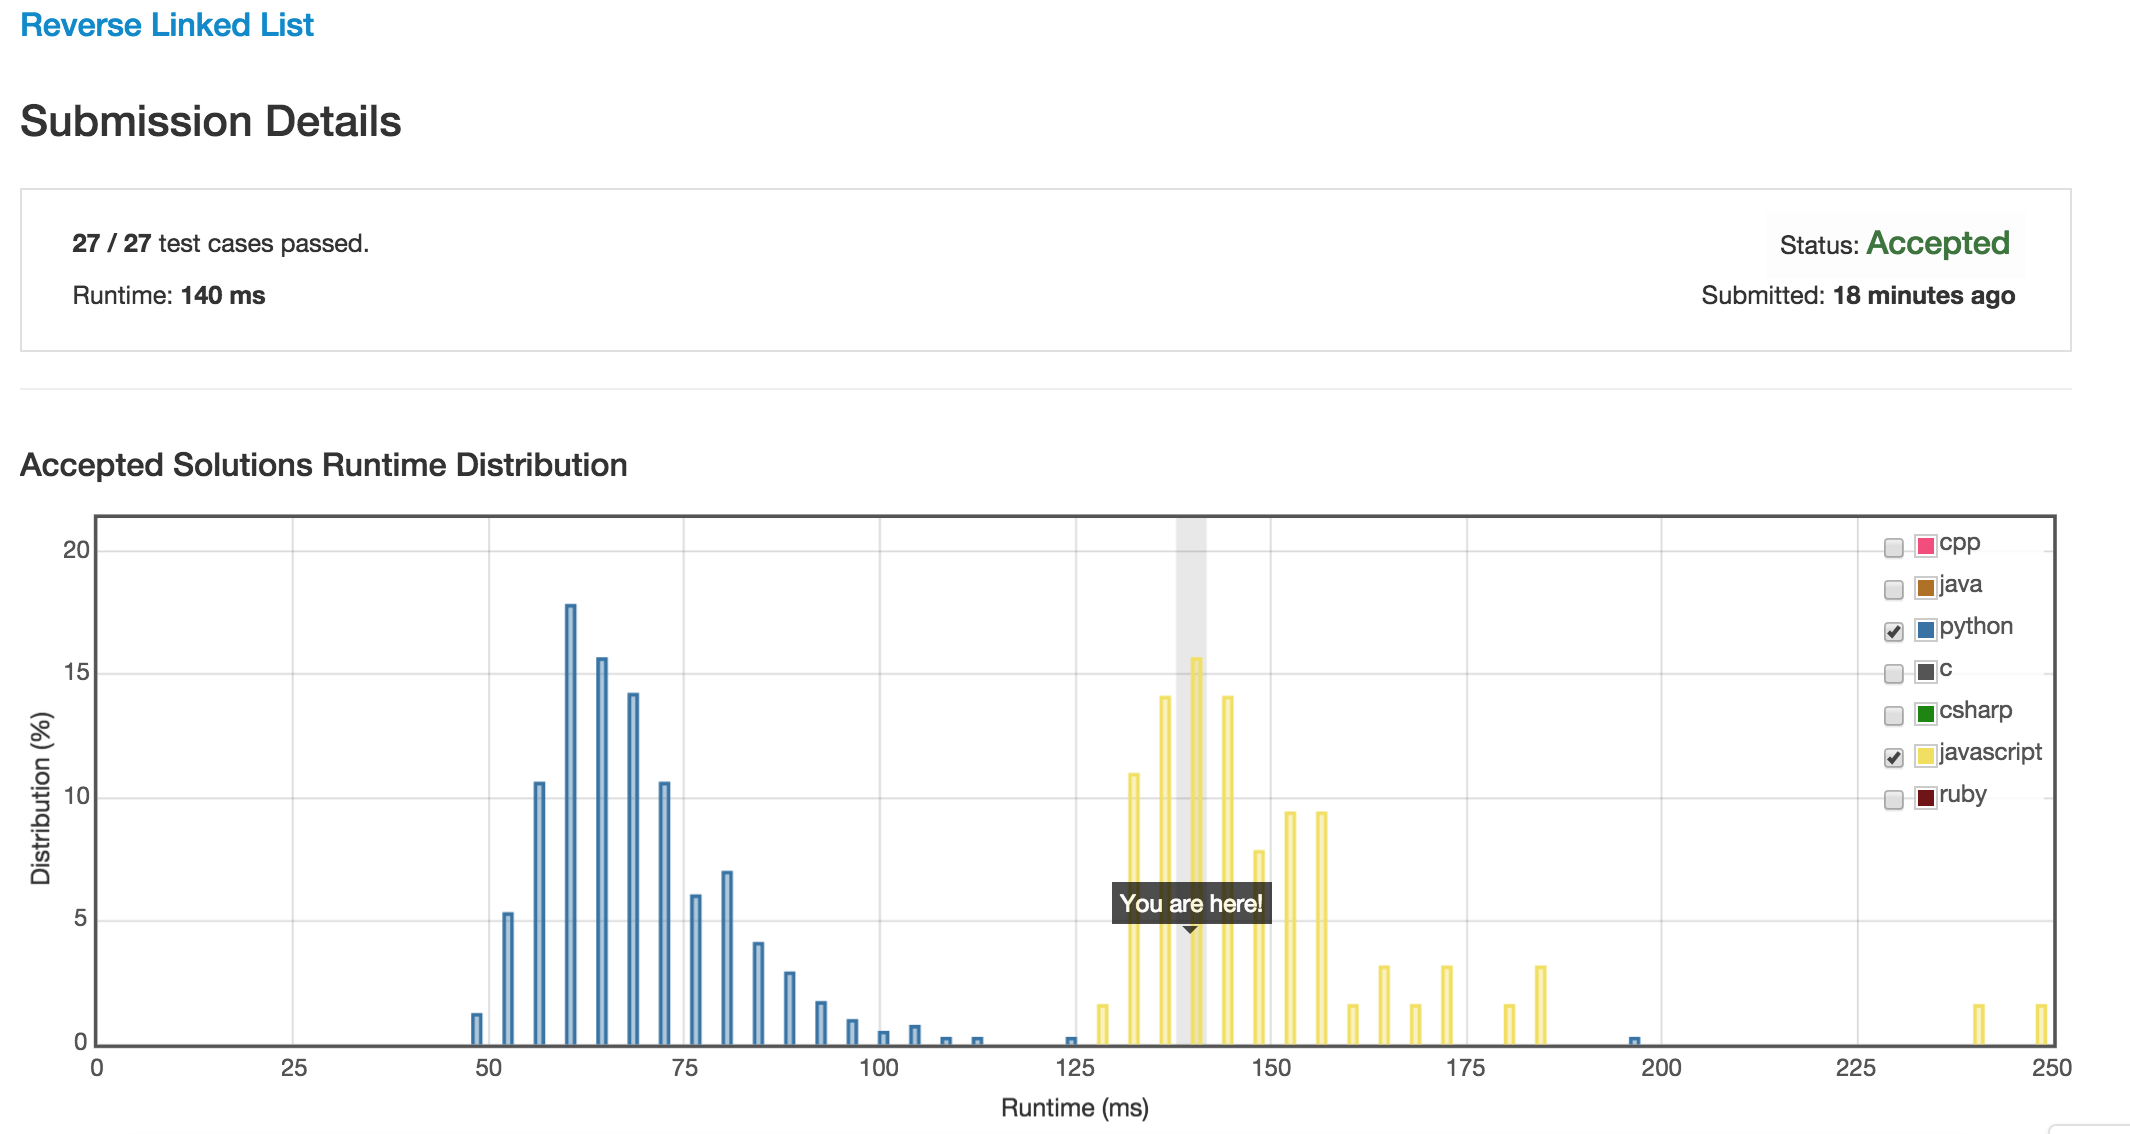 Reverse Linked List
Submission Details
27 / 27 test cases passed.
Status: Accepted
Runtime: 140 ms
Submitted: 18 minutes ago
Accepted Solutions Runtime Distribution
Distribution (%)
20
15
10
5
0
cpp
java
python
c
csharp
javascript
ruby
You are here!
0 25 50 75 100 125 150 175 200 225 250
Runtime (ms)